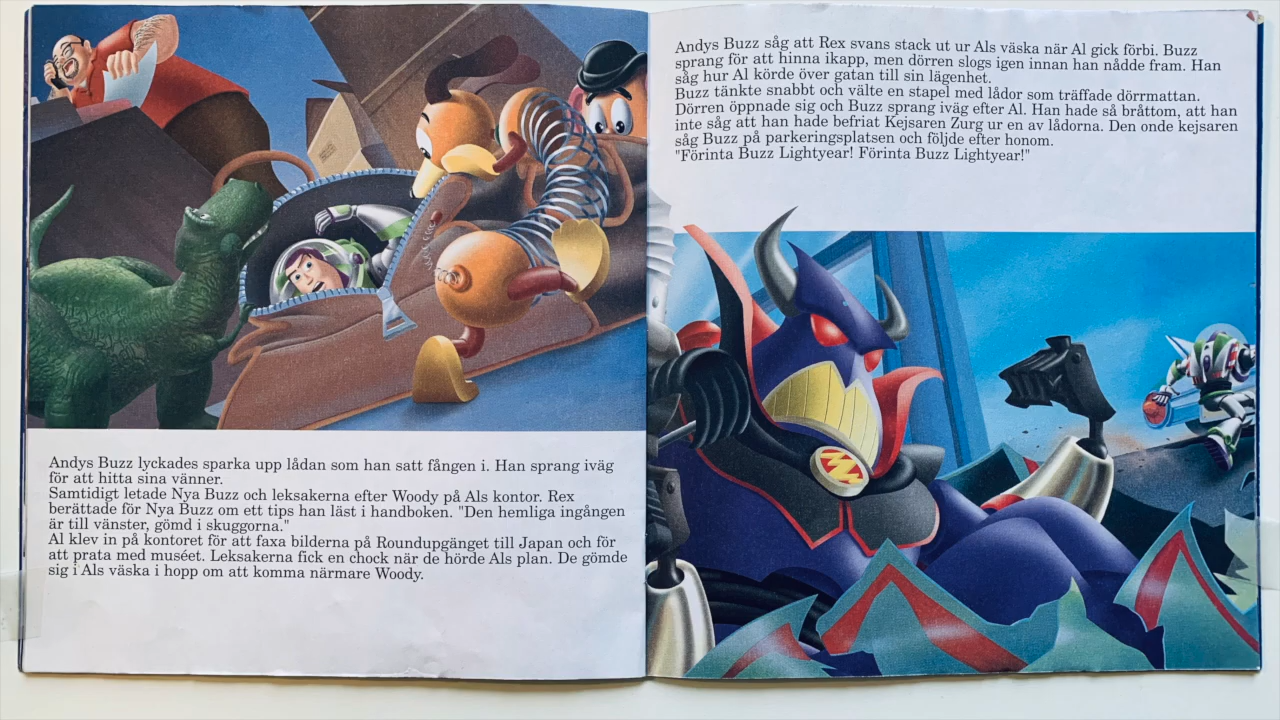 Andys Buzz lyckades sparka upp lådan som han satt fången i. Han sprang iväg
för att hitta sina vänner.
Samtidigt letade Nya Buzz och leksakerna efter Woody på Als kontor. Rex
berättade för Nya Buzz om ett tips han läst i handboken. "Den hemliga ingången
är till vänster, gömd i skuggorna."
Al klev in på kontoret för att faxa bilderna på Roundupgänget till Japan och för
att prata med muséet. Leksakerna fick en chock när de hörde Als plan. De gömde
sig i Als väska i hopp om att komma närmare Woody.
Andys Buzz såg att Rex svans stack ut ur Als väska när Al gick förbi. Buzz
sprang för att hinna ikapp, men dörren slogs igen innan han nådde fram. Han
såg hur Al körde över gatan till sin lägenhet.
Buzz tänkte snabbt och välte en stapel med lådor som träffade dörrmattan.
Dörren öppnade sig och Buzz sprang iväg efter Al. Han hade så bråttom, att han
inte såg att han hade befriat Kejsaren Zurg ur en av lådorna. Den onde kejsaren
såg Buzz på parkeringsplatsen och följde efter honom.
"Förinta Buzz Lightyear! Förinta Buzz Lightyear!"